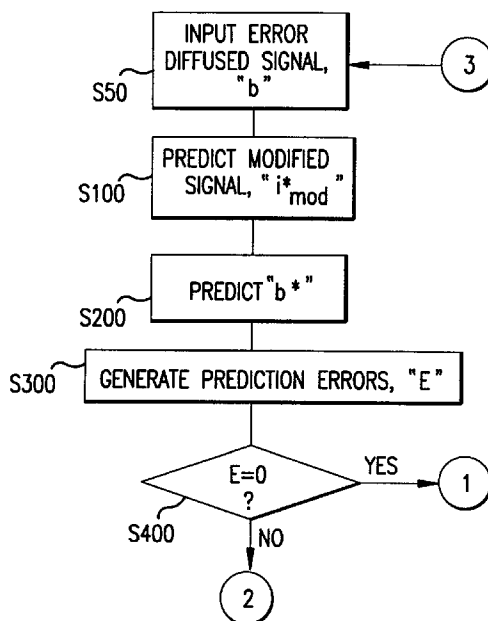 INPUT ERROR
DIFFUSED SIGNAL,
"b"
S50
3
PREDICT MODIFIED
SIGNAL, "i*mod"
S100
PREDICT "b*"
S200
S300
GENERATE PREDICTION ERRORS, "E"
E=0
?
YES
1
S400
NO
2